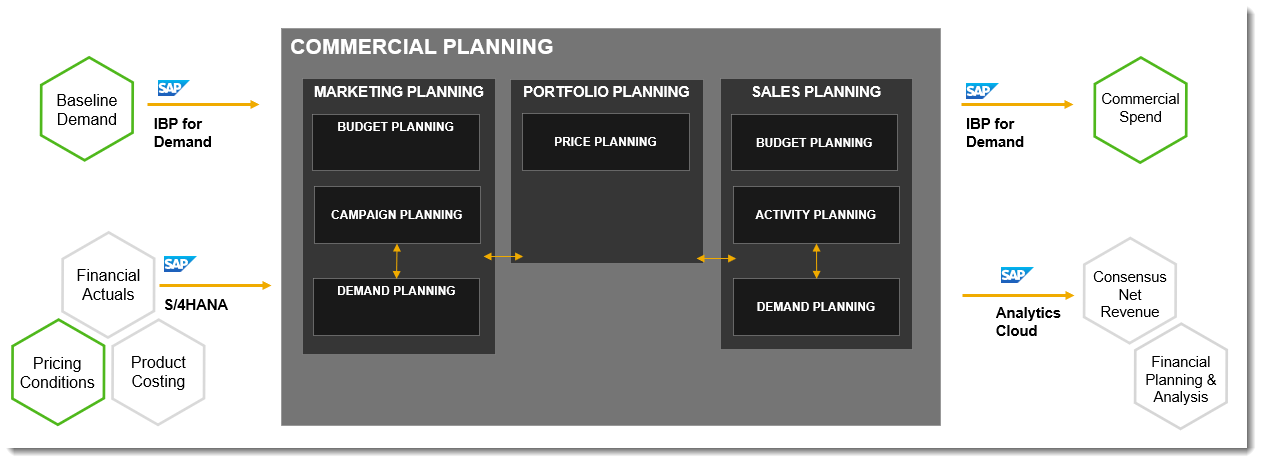 COMMERCIAL PLANNING
Baseline
Demand
SAP
IBP for
Demand
MARKETING PLANNING
BUDGET PLANNING
CAMPAIGN PLANNING
DEMAND PLANNING
PORTFOLIO PLANNING
PRICE PLANNING
SALES PLANNING
BUDGET PLANNING
ACTIVITY PLANNING
DEMAND PLANNING
SAP
IBP for
Demand
Commercial
Spend
Financial
Actuals
SAP
S/4HANA
Pricing
Conditions
Product
Costing
SAP
Analytics
Cloud
Consensus
Net
Revenue
Financial
Planning &
Analysis